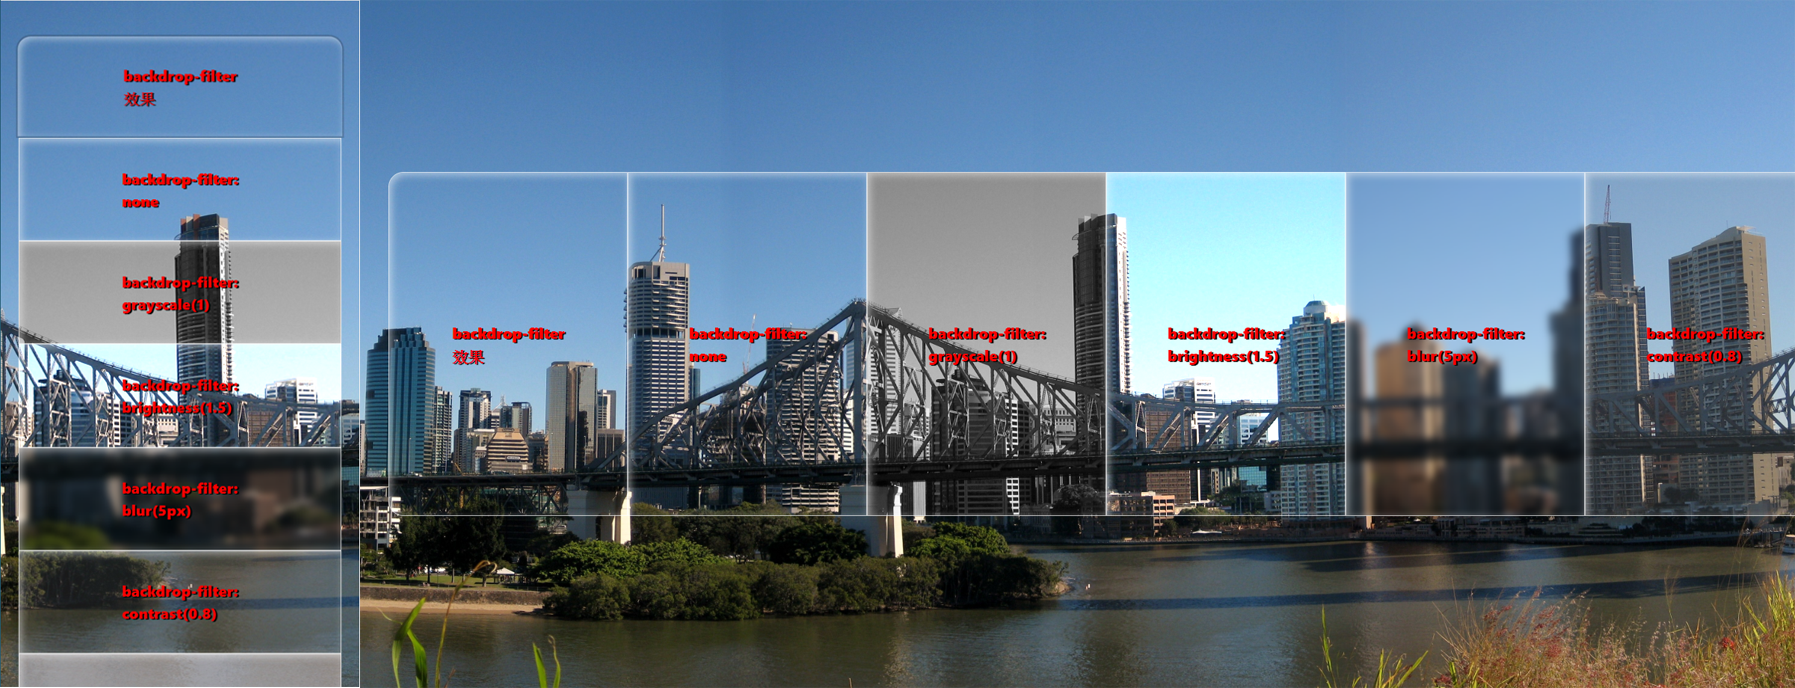 backdrop-filter
效果
backdrop-filter:
none
backdrop-filter:
grayscale(1)
backdrop-filter:
brightness(1.5)
backdrop-filter:
blur(5px)
backdrop-filter:
contrast(0.8)
backdrop-filter
效果
backdrop-filter:
none
backdrop-filter:
grayscale(1)
backdrop-filter:
brightness(1.5)
backdrop-filter:
blur(5px)
backdrop-filter:
contrast(0.8)